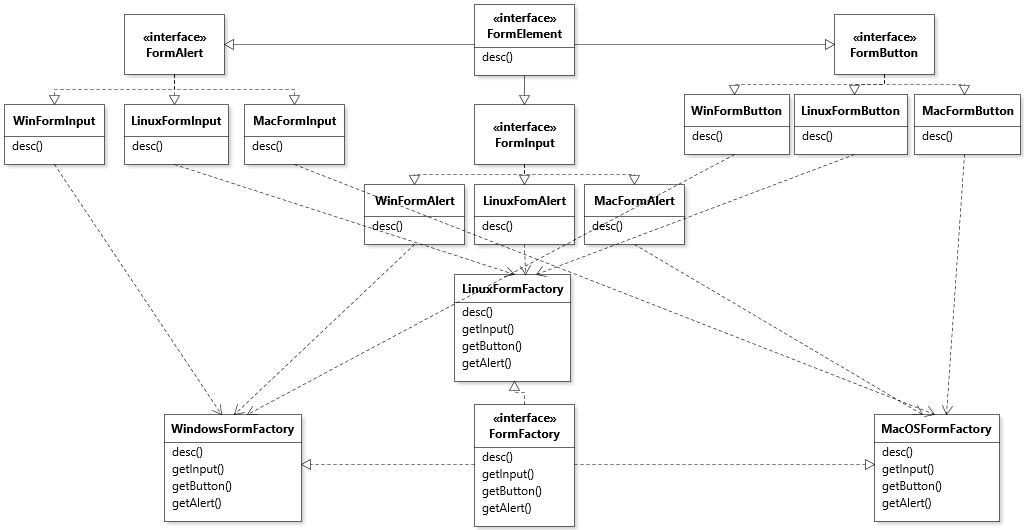 «interface»
FormAlert
«interface»
FormElement
desc()
«interface»
FormButton
WinFormInput
desc()
LinuxFormInput
desc()
MacFormInput
desc()
«interface»
FormInput
WinFormButton
desc()
LinuxFormButton
desc()
MacFormButton
desc()
WinFormAlert
desc()
LinuxFomAlert
desc()
MacFormAlert
desc()
LinuxFormFactory
desc()
getInput()
getButton()
getAlert()
WindowsFormFactory
desc()
getInput()
getButton()
getAlert()
«interface»
FormFactory
desc()
getInput()
getButton()
getAlert()
MacOSFormFactory
desc()
getInput()
getButton()
getAlert()